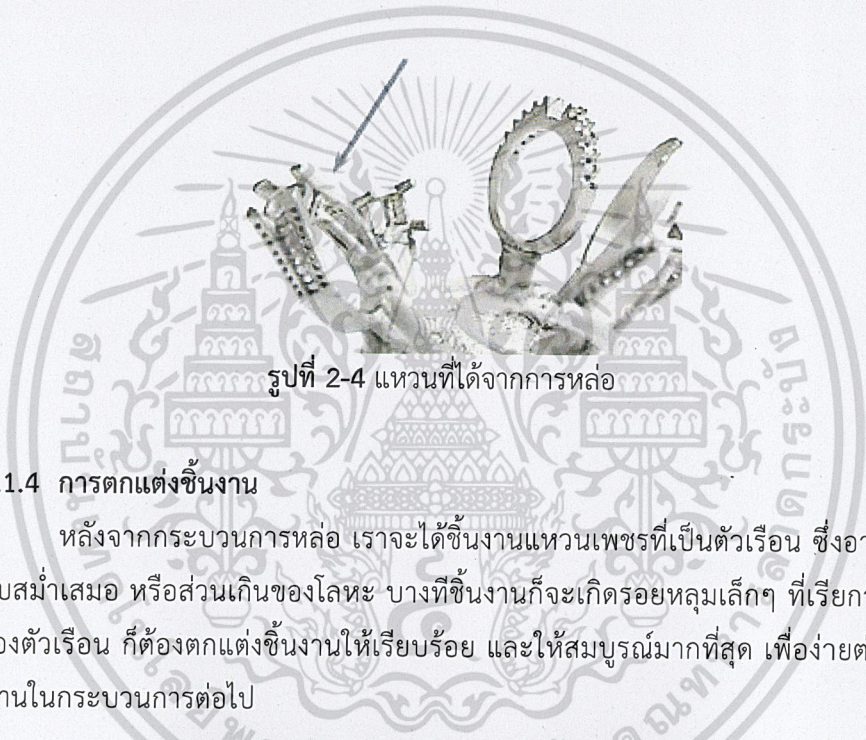 รูปที่ 2-4 แหวนที่ได้จากการหล่อ
1.4 การตกแต่งชิ้นงาน
หลังจากกระบวนการหล่อ เราจะได้ชิ้นงานแหวนเพชรที่เป็นตัวเรือน ซึ่งอา
บสม่ำเสมอ หรือส่วนเกินของโลหะ บางทีชิ้นงานก็จะเกิดรอยหลุมเล็กๆ ที่เรียกว
องตัวเรือน ก็ต้องตกแต่งชิ้นงานให้เรียบร้อย และให้สมบูรณ์มากที่สุด เพื่อง่ายต
านในกระบวนการต่อไป